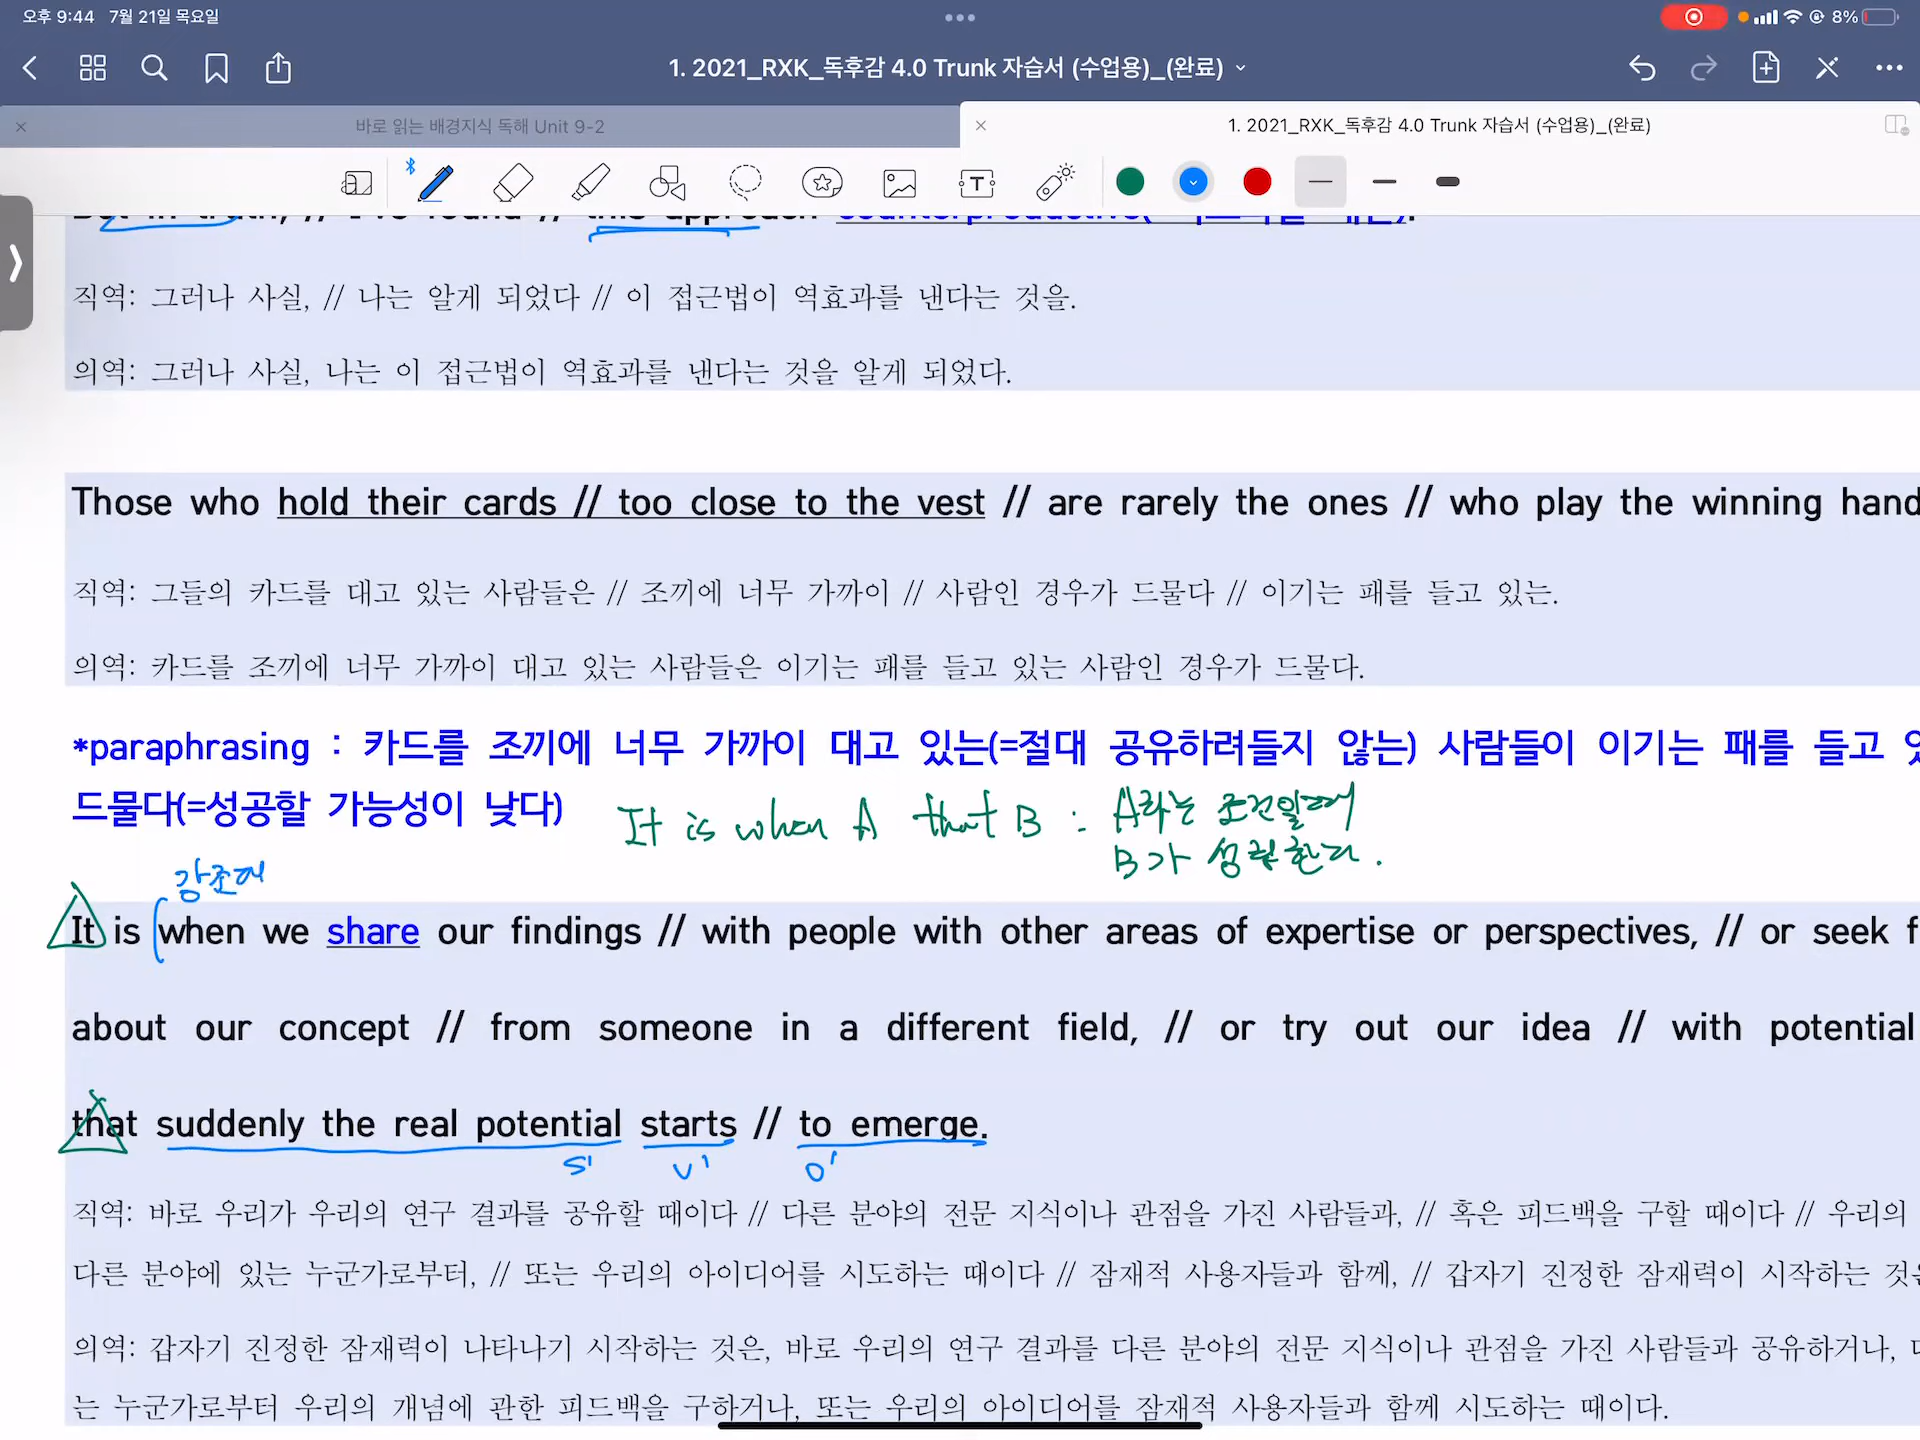 오후 9:44 7월 21일 목요일
8%
1. 2021_RXK_독후감 4.0 Trunk 자습서 (수업용)_(완료)
바로 읽는 배경지식 독해 Unit 9-2
1. 2021_RXK_독후감 4.0 Trunk 자습서 (수업용)_(완료)
But in truth, // I've found // this approach counterproductive(
직역: 그러나 사실, // 나는 알게 되었다 // 이 접근법이 역효과를 낸다는 것을.
의역: 그러나 사실, 나는 이 접근법이 역효과를 낸다는 것을 알게 되었다.
Those who hold their cards // too close to the vest // are rarely the ones // who play the winning hand
직역: 그들의 카드를 대고 있는 사람들은 // 조끼에 너무 가까이 // 사람인 경우가 드물다 // 이기는 패를 들고 있는.
의역: 카드를 조끼에 너무 가까이 대고 있는 사람들은 이기는 패를 들고 있는 사람인 경우가 드물다.
*paraphrasing : 카드를 조끼에 너무 가까이 대고 있는(=절대 공유하려들지 않는) 사람들이 이기는 패를 들고
드물다(=성공할 가능성이 낮다)
It is when A that B : A라는 조건일때
B가 성립한다.
강조어
It is (when we share our findings // with people with other areas of expertise or perspectives, // or seek f
about our concept // from someone in a different field, // or try out our idea // with potential
that suddenly the real potential starts // to emerge.
S' V' O'
직역: 바로 우리가 우리의 연구 결과를 공유할 때이다 // 다른 분야의 전문 지식이나 관점을 가진 사람들과, // 혹은 피드백을 구할 때이다 // 우리의
다른 분야에 있는 누군가로부터, // 또는 우리의 아이디어를 시도하는 때이다 // 잠재적 사용자들과 함께, // 갑자기 진정한 잠재력이 시작하는 것은
의역: 갑자기 진정한 잠재력이 나타나기 시작하는 것은, 바로 우리의 연구 결과를 다른 분야의 전문 지식이나 관점을 가진 사람들과 공유하거나,
는 누군가로부터 우리의 개념에 관한 피드백을 구하거나, 또는 우리의 아이디어를 잠재적 사용자들과 함께 시도하는 때이다.